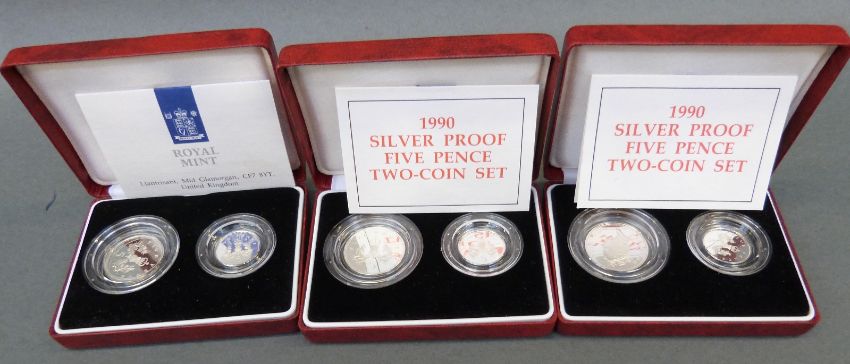 ROYAL
MINT
Llantrisant, Mid Glamorgan, CF7 8YT,
United Kingdom
1990
SILVER PROOF
FIVE PENCE
TWO-COIN SET
1990
SILVER PROOF
FIVE PENCE
TWO-COIN SET